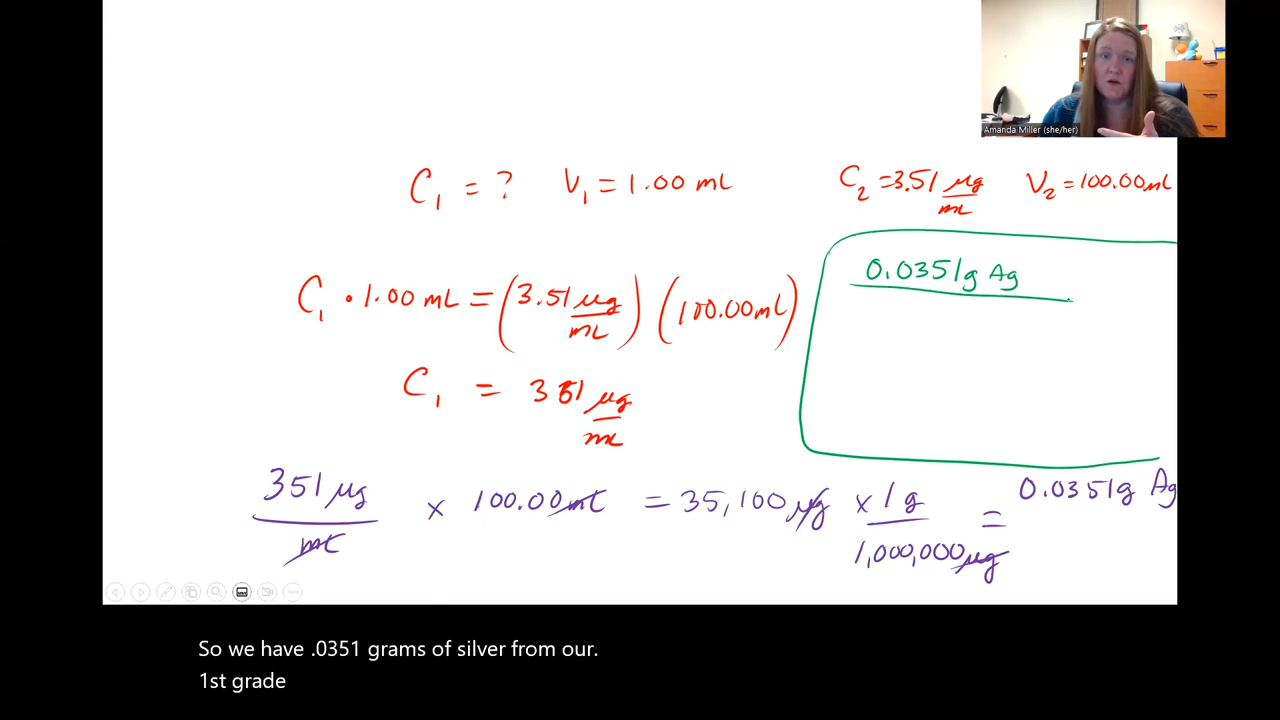 Amanda Miller (she/her)
C₁ = ? V₁ = 1.00 mL C₂ = 3.51 μg/mL V₂ = 100.00 mL
0.0351g Ag
C₁ • 1.00 mL = (3.51 μg/mL) (100.00 mL)
C₁ = 351 μg/mL
351 μg/mL × 100.00 mL = 35,100 μg × 1 g/1,000,000 μg = 0.0351g Ag
So we have .0351 grams of silver from our.
1st grade